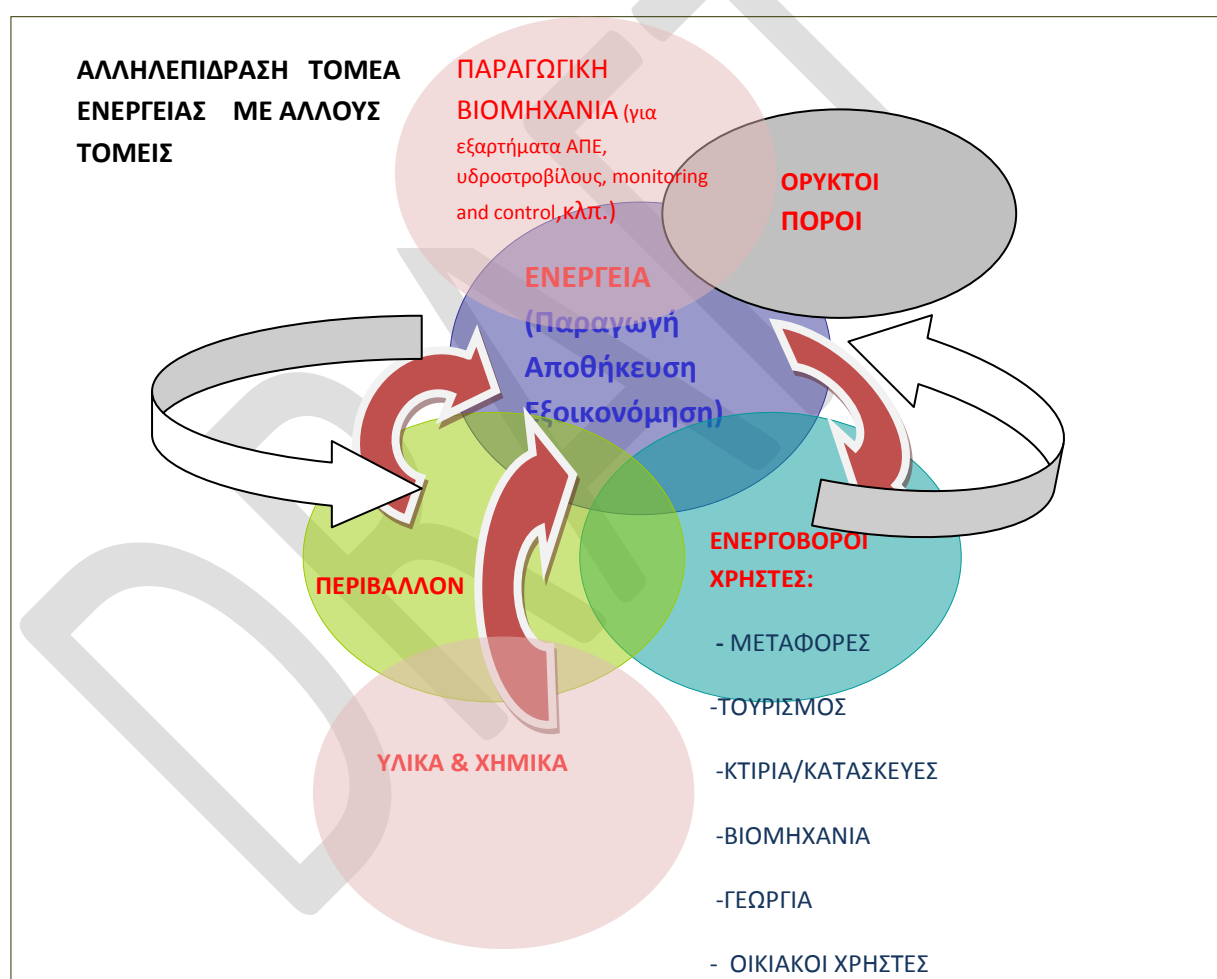 ΑΛΛΗΛΕΠΙΔΡΑΣΗ ΤΟΜΕΑ
ΕΝΕΡΓΕΙΑΣ ΜΕ ΑΛΛΟΥΣ
ΤΟΜΕΙΣ
ΠΑΡΑΓΩΓΙΚΗ
ΒΙΟΜΗΧΑΝΙΑ (για
εξαρτήματα ΑΠΕ,
υδροστροβίλους, monitoring
and control,κλπ.)
ΟΡΥΚΤΟΙ
ΠΟΡΟΙ
ΕΝΕΡΓΕΙΑ
(Παραγωγή
Αποθήκευση
Εξοικονόμηση)
ΠΕΡΙΒΑΛΛΟΝ
ΕΝΕΡΓΟΒΟΡΟΙ
ΧΡΗΣΤΕΣ:
- ΜΕΤΑΦΟΡΕΣ
-ΤΟΥΡΙΣΜΟΣ
-ΚΤΙΡΙΑ/ΚΑΤΑΣΚΕΥΕΣ
-ΒΙΟΜΗΧΑΝΙΑ
-ΓΕΩΡΓΙΑ
- ΟΙΚΙΑΚΟΙ ΧΡΗΣΤΕΣ
ΥΛΙΚΑ & ΧΗΜΙΚΑ
DRAFT